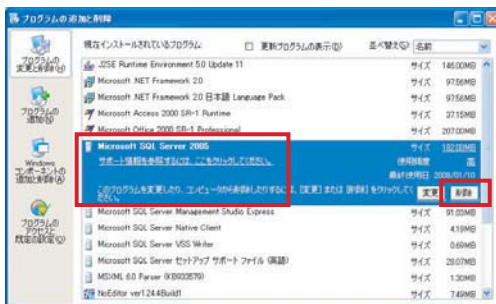 プログラムの追加と削除
現在インストールされているプログラム:
更新プログラムの表示(D)
並べ替え(S): 名前
プログラムの
変更と削除(H)
プログラムの
追加(N)
Windows
コンポーネントの
追加と削除(A)
プログラムの
アクセスと
既定の設定(O)
J2SE Runtime Environment 5.0 Update 11 サイズ 146.00MB
Microsoft .NET Framework 2.0 サイズ 97.56MB
Microsoft .NET Framework 2.0 日本語 Language Pack サイズ 97.56MB
Microsoft Access 2000 SR-1 Runtime サイズ 37.15MB
Microsoft Office 2000 SR-1 Professional サイズ 207.00MB
Microsoft SQL Server 2005 サイズ 182.00MB
サポート情報を参照するには、ここをクリックしてください。
使用頻度 高
最終使用日 2008/01/10
このプログラムを変更したり、コンピュータから削除したりするには、[変更] または [削除] をクリックしてください。
変更 削除
Microsoft SQL Server Management Studio Express サイズ 91.03MB
Microsoft SQL Server Native Client サイズ 4.19MB
Microsoft SQL Server VSS Writer サイズ 0.69MB
Microsoft SQL Server セットアップ サポート ファイル (英語) サイズ 28.07MB
MSXML 6.0 Parser (KB933579) サイズ 1.30MB
NoEditor ver1.24.4Build1 サイズ 7.49MB